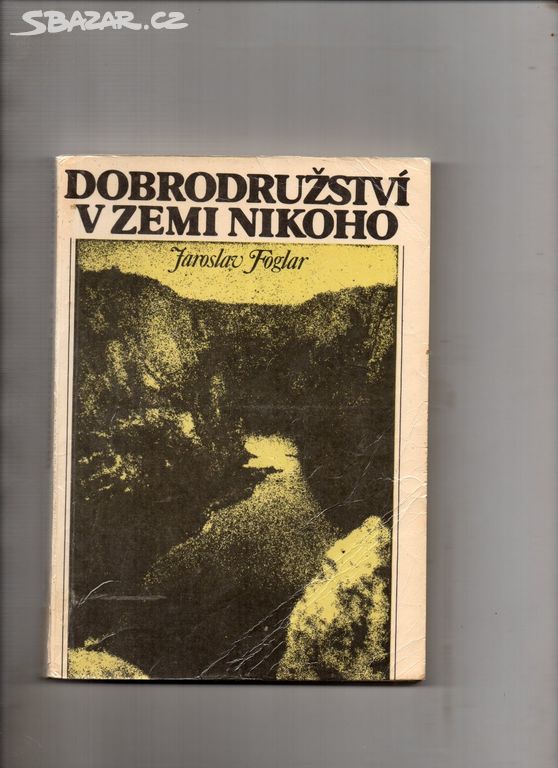 SBAZAR.CZ
DOBRODRUŽSTVÍ
V ZEMI NIKOHO
Jaroslav Foglar